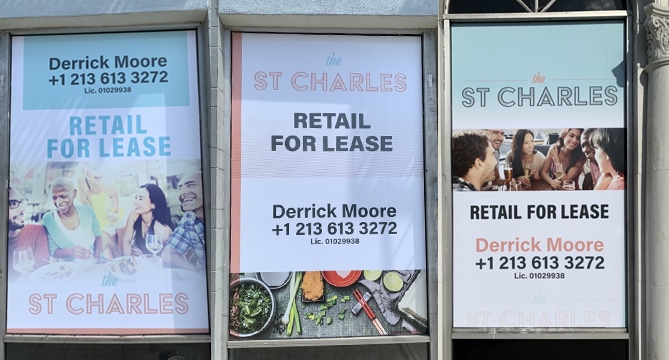 Derrick Moore
+1 213 613 3272
Lic. 01029938
RETAIL
FOR LEASE
the
ST CHARLES
the
ST CHARLES
RETAIL
FOR LEASE
Derrick Moore
+1 213 613 3272
Lic. 01029938
the
ST CHARLES
RETAIL FOR LEASE
Derrick Moore
+1 213 613 3272
Lic. 01029938
the
ST CHARLES